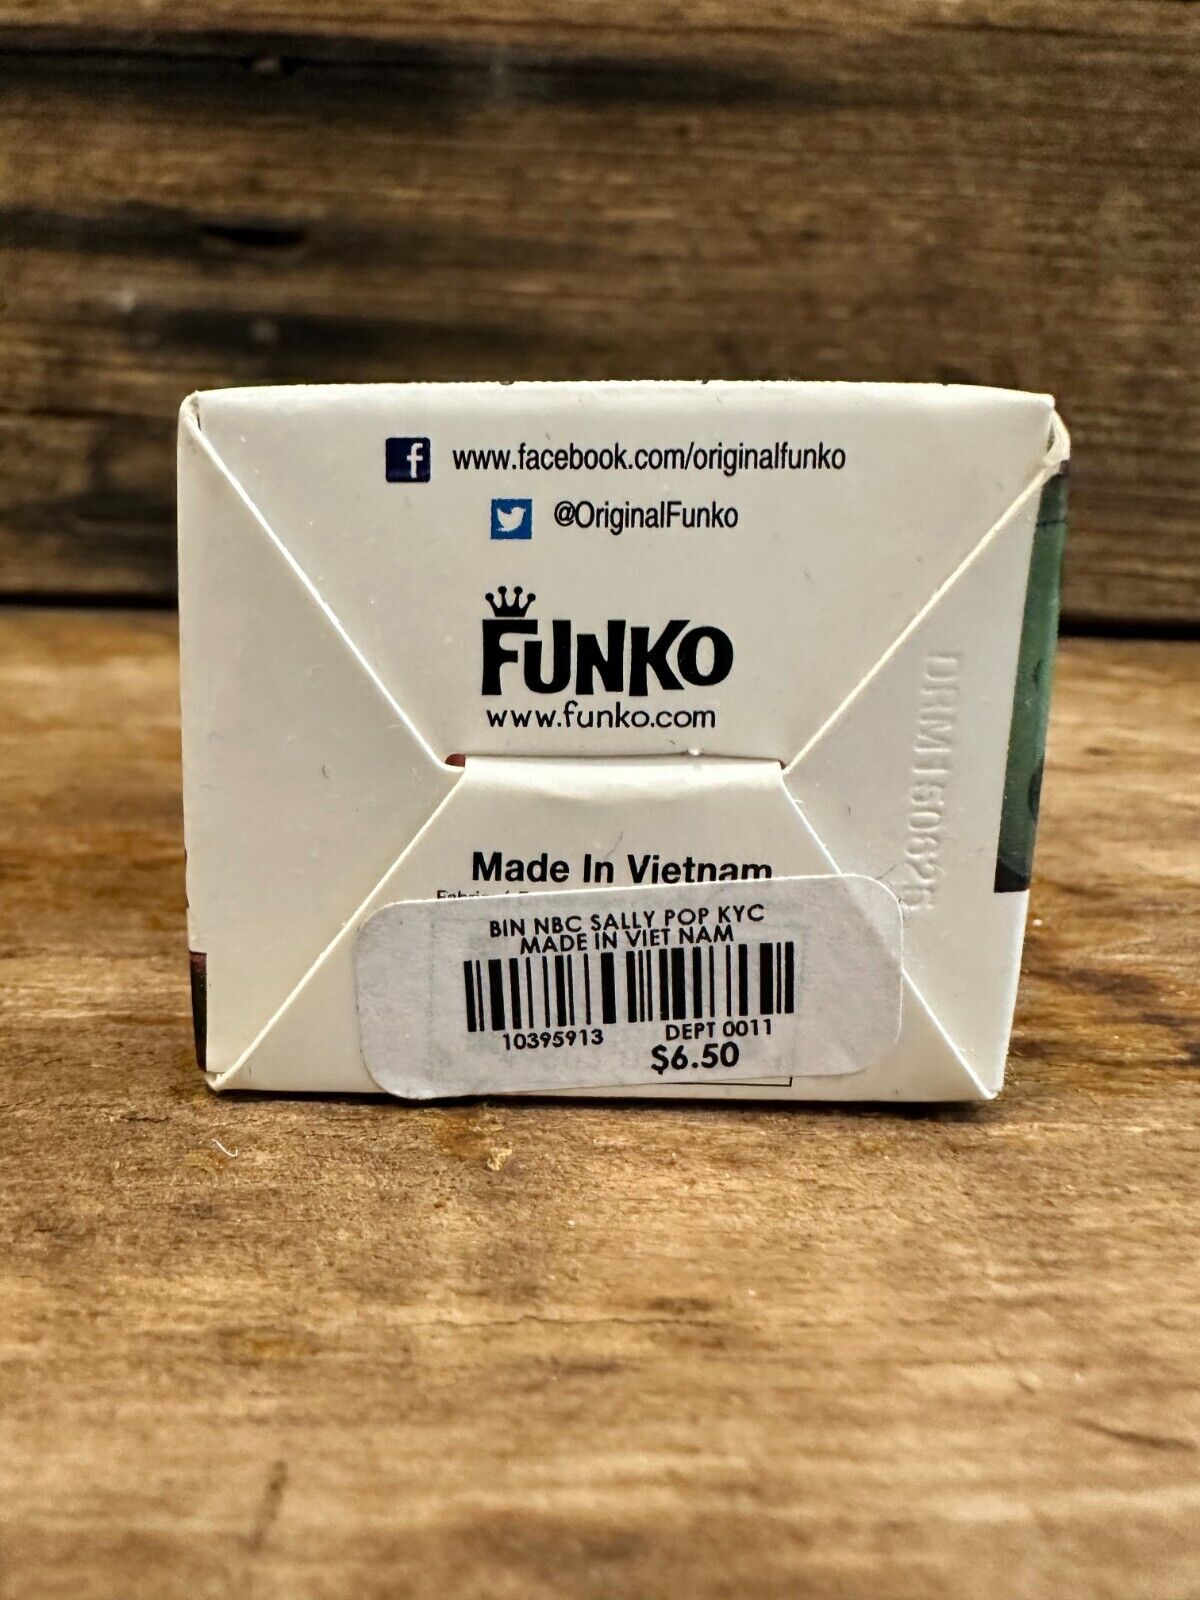 www.facebook.com/originalfunko
@OriginalFunko
FUNKO
www.funko.com
DRM150625
Made In Vietnam
BIN NBC SALLY POP KYC
MADE IN VIET NAM
10395913 DEPT 0011
$6.50